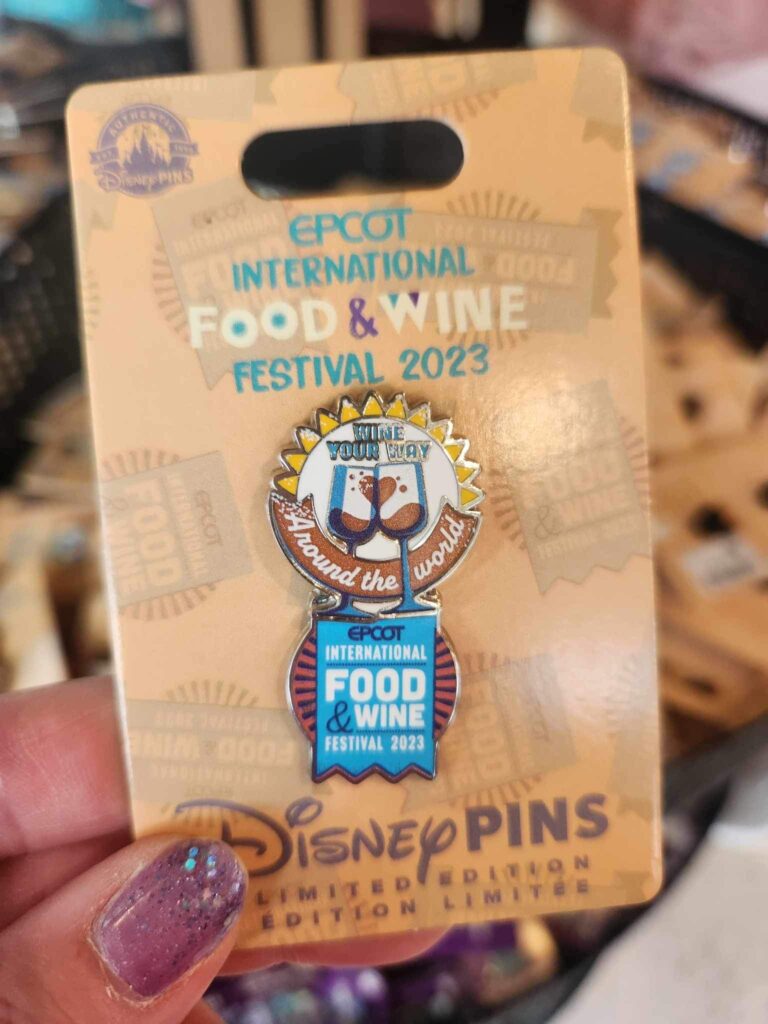 AUTHENTIC
DISNEY PINS
EPCOT
INTERNATIONAL
FOOD & WINE
FESTIVAL 2023
WINE
YOUR WAY
Around the world
EPCOT
INTERNATIONAL
FOOD
& WINE
FESTIVAL 2023
DISNEY PINS
LIMITED EDITION
ÉDITION LIMITÉE